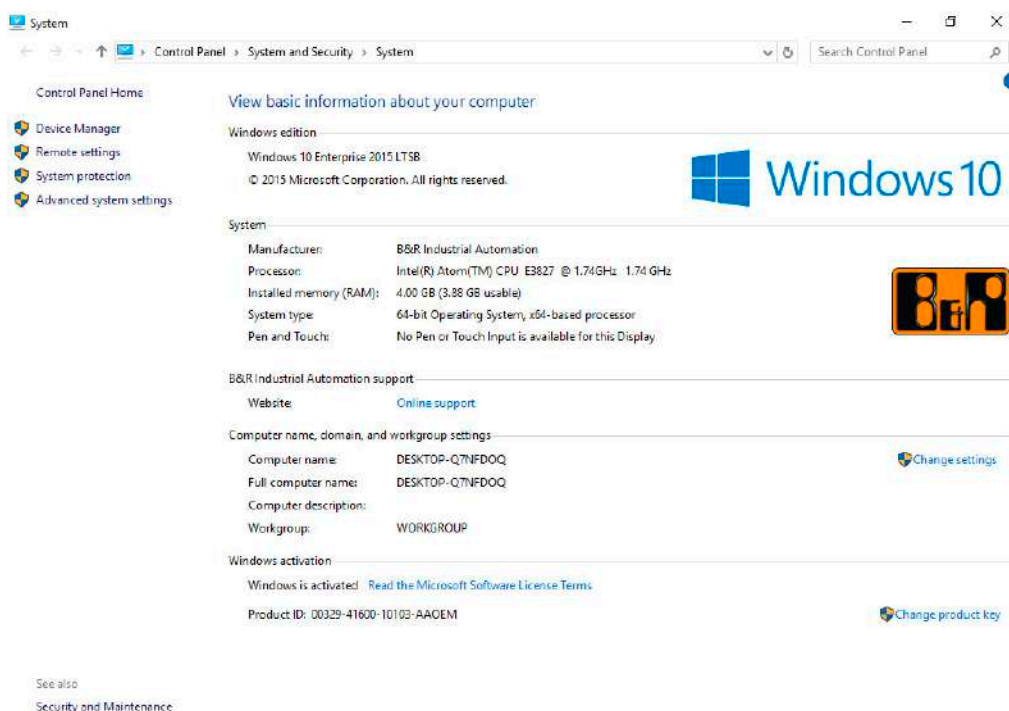 System
Control Panel > System and Security > System
Search Control Panel
Control Panel Home
Device Manager
Remote settings
System protection
Advanced system settings
View basic information about your computer
Windows edition
Windows 10 Enterprise 2015 LTSB
© 2015 Microsoft Corporation. All rights reserved.
Windows 10
System
Manufacturer: B&R Industrial Automation
Processor: Intel(R) Atom(TM) CPU E3827 @ 1.74GHz 1.74 GHz
Installed memory (RAM): 4.00 GB (3.88 GB usable)
System type: 64-bit Operating System, x64-based processor
Pen and Touch: No Pen or Touch Input is available for this Display
B&R
B&R Industrial Automation support
Website: Online support
Computer name, domain, and workgroup settings
Computer name: DESKTOP-Q7NFDOQ
Change settings
Full computer name: DESKTOP-Q7NFDOQ
Computer description:
Workgroup: WORKGROUP
Windows activation
Windows is activated Read the Microsoft Software License Terms
Product ID: 00329-41600-10103-AAOEM
Change product key
See also
Security and Maintenance